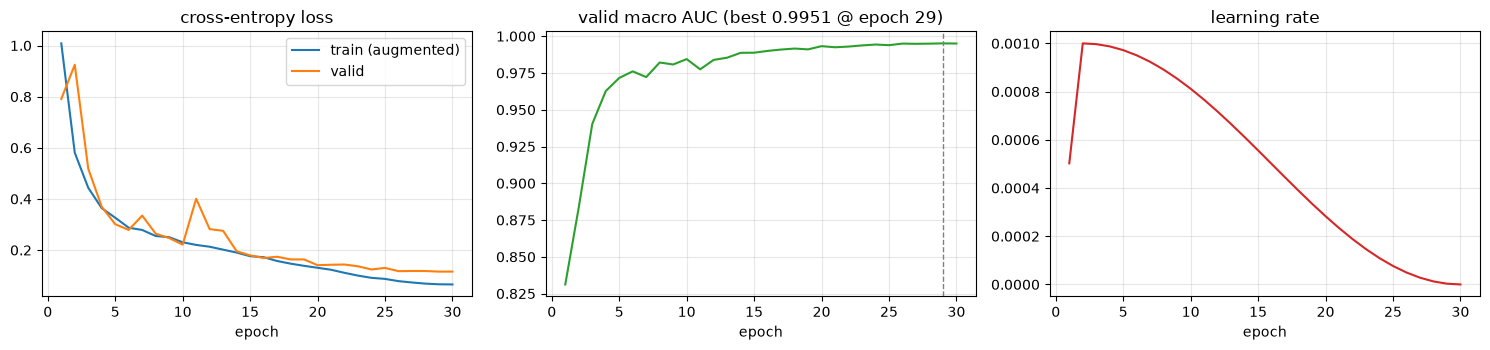 cross-entropy loss
train (augmented)
valid
1.0
0.8
0.6
0.4
0.2
0 5 10 15 20 25 30
epoch
valid macro AUC (best 0.9951 @ epoch 29)
1.000
0.975
0.950
0.925
0.900
0.875
0.850
0.825
0 5 10 15 20 25 30
epoch
learning rate
0.0010
0.0008
0.0006
0.0004
0.0002
0.0000
0 5 10 15 20 25 30
epoch